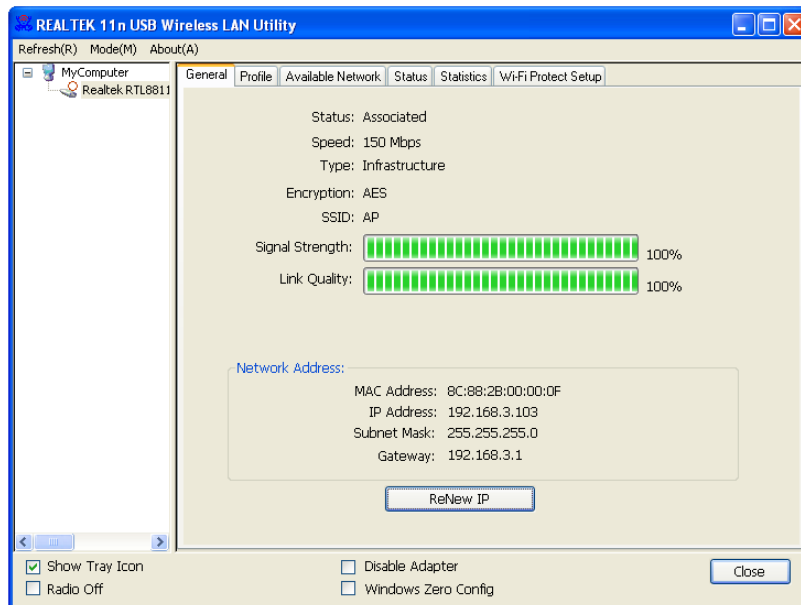 REALTEK 11n USB Wireless LAN Utility
Refresh(R) Mode(M) About(A)
MyComputer
Realtek RTL8811
General Profile Available Network Status Statistics Wi-Fi Protect Setup
Status: Associated
Speed: 150 Mbps
Type: Infrastructure
Encryption: AES
SSID: AP
Signal Strength: 100%
Link Quality: 100%
Network Address:
MAC Address: 8C:88:2B:00:00:0F
IP Address: 192.168.3.103
Subnet Mask: 255.255.255.0
Gateway: 192.168.3.1
ReNew IP
Show Tray Icon Disable Adapter Close
Radio Off Windows Zero Config